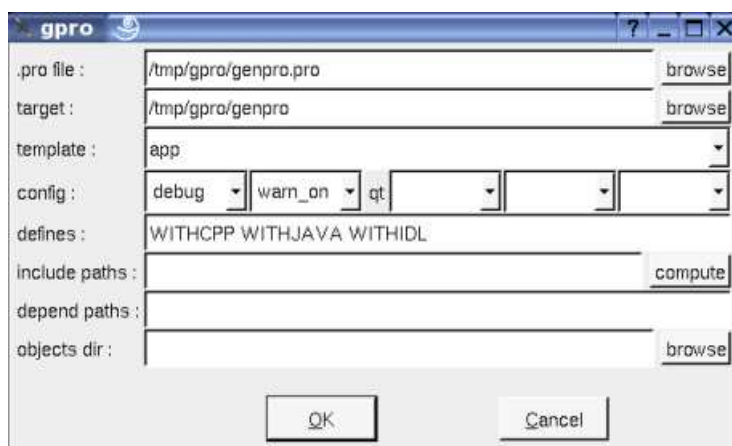 gpro ?
.pro file : /tmp/gpro/genpro.pro browse
target : /tmp/gpro/genpro browse
template : app
config : debug warn_on qt
defines : WITHCPP WITHJAVA WITHIDL
include paths : compute
depend paths :
objects dir : browse
OK Cancel